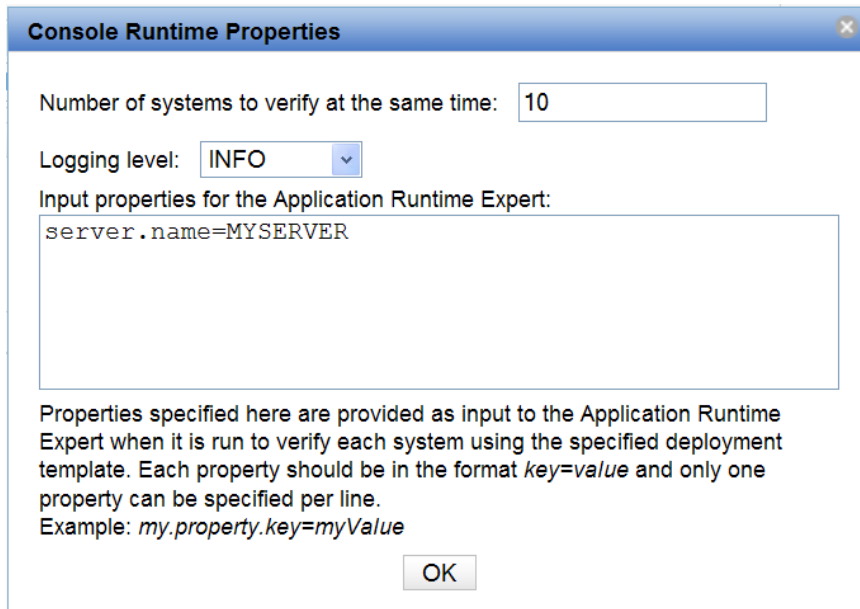 Console Runtime Properties
Number of systems to verify at the same time: 10
Logging level: INFO
Input properties for the Application Runtime Expert:
server.name=MYSERVER
Properties specified here are provided as input to the Application Runtime
Expert when it is run to verify each system using the specified deployment
template. Each property should be in the format key=value and only one
property can be specified per line.
Example: my.property.key=myValue
OK